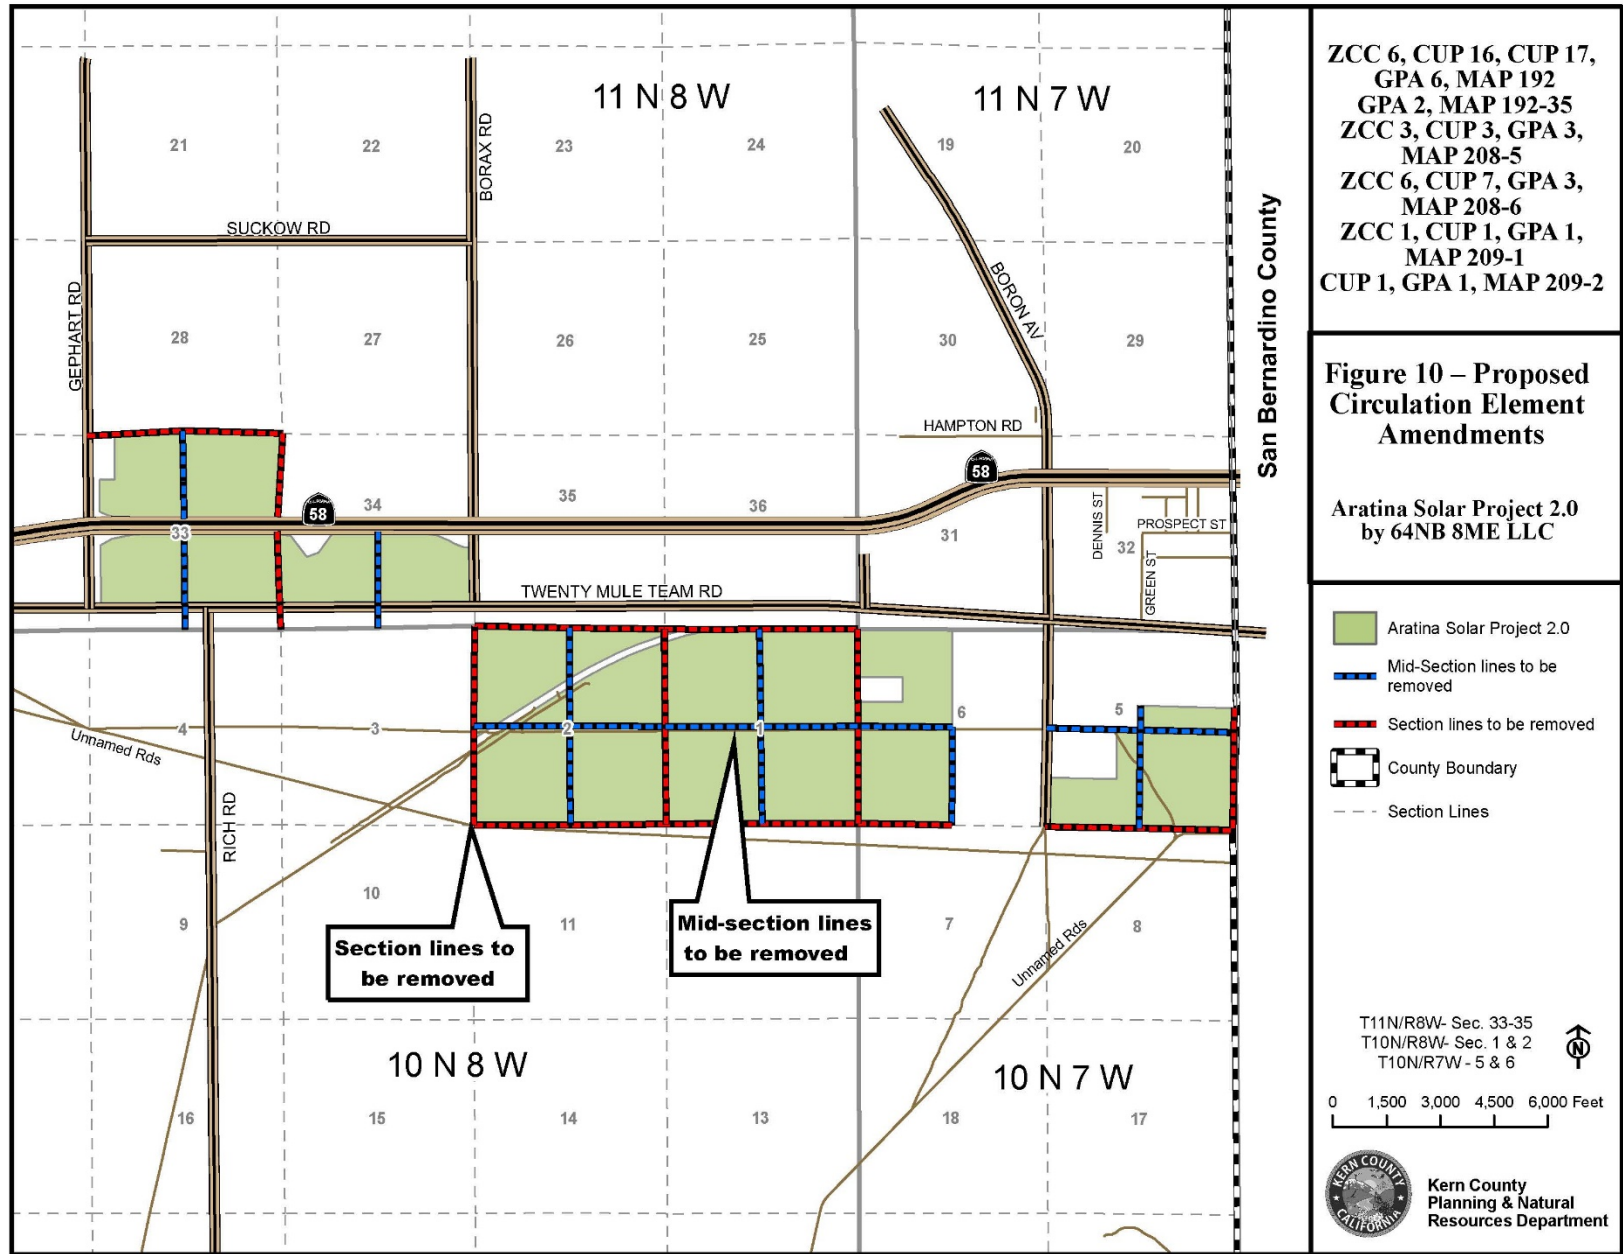 11 N 8 W
11 N 7 W
21
22
23
24
19
20
BORAX RD
SUCKOW RD
GEPHART RD
BORON AV
28
27
26
25
30
29
HAMPTON RD
San Bernardino County
58
58
34
35
36
33
31
32
DENNIS ST
PROSPECT ST
GREEN ST
TWENTY MULE TEAM RD
4
3
2
1
6
5
Unnamed Rds
RICH RD
10
9
11
7
8
Section lines to
be removed
Mid-section lines
to be removed
Unnamed Rds
10 N 8 W
10 N 7 W
16
15
14
13
18
17
ZCC 6, CUP 16, CUP 17,
GPA 6, MAP 192
GPA 2, MAP 192-35
ZCC 3, CUP 3, GPA 3,
MAP 208-5
ZCC 6, CUP 7, GPA 3,
MAP 208-6
ZCC 1, CUP 1, GPA 1,
MAP 209-1
CUP 1, GPA 1, MAP 209-2
Figure 10 – Proposed
Circulation Element
Amendments
Aratina Solar Project 2.0
by 64NB 8ME LLC
Aratina Solar Project 2.0
Mid-Section lines to be
removed
Section lines to be removed
County Boundary
Section Lines
T11N/R8W- Sec. 33-35
T10N/R8W- Sec. 1 & 2
T10N/R7W - 5 & 6
N
0 1,500 3,000 4,500 6,000 Feet
KERN COUNTY
CALIFORNIA
Kern County
Planning & Natural
Resources Department